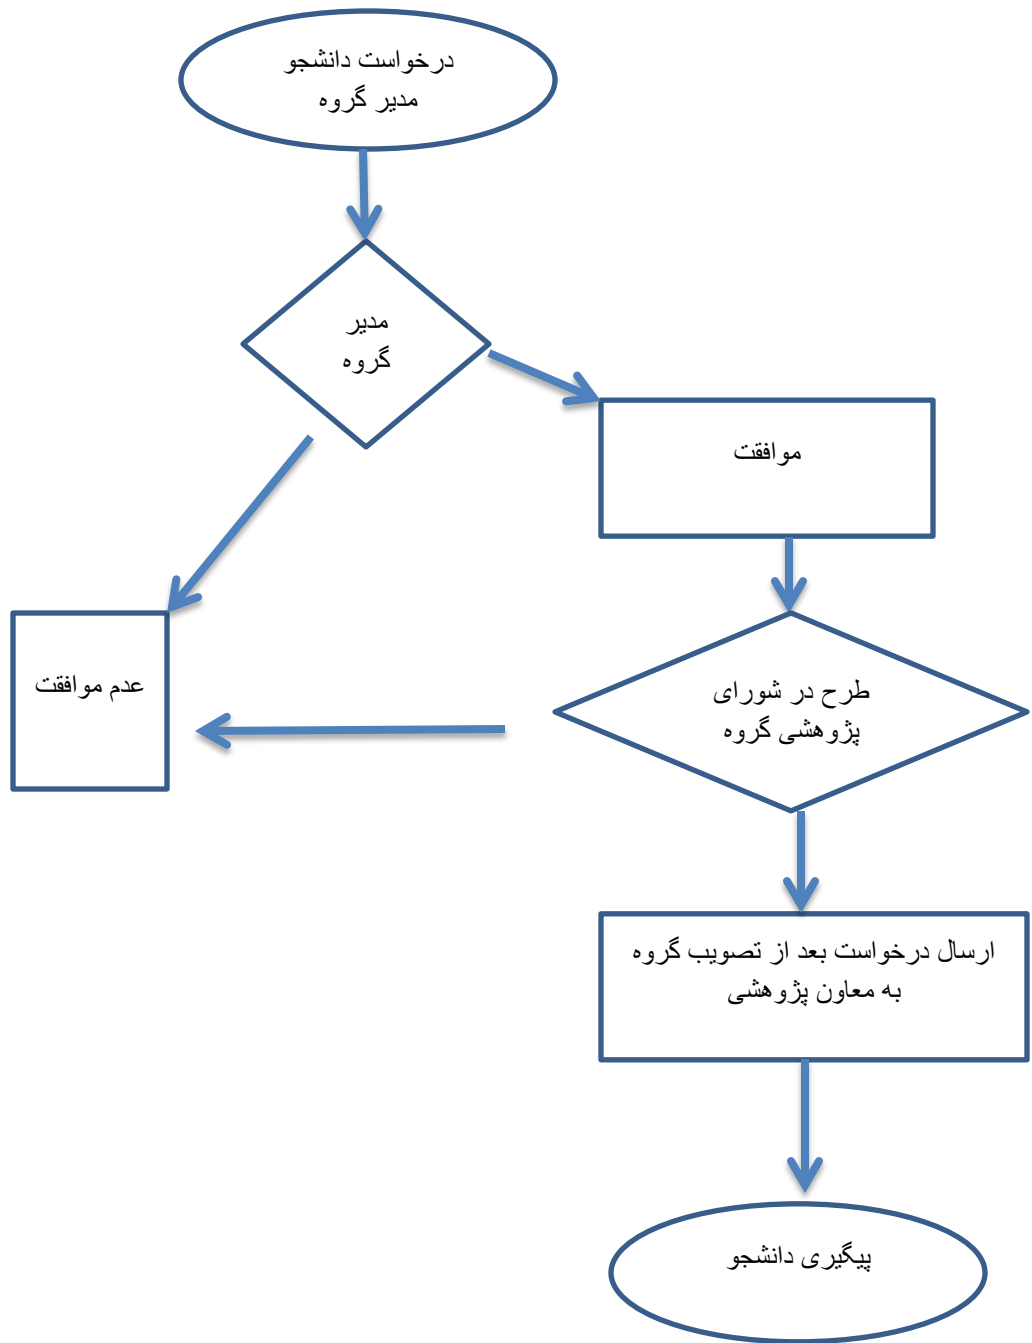 درخواست دانشجو
مدیر گروه
مدیر
گروه
موافقت
عدم موافقت
طرح در شورای
پژوهشی گروه
ارسال درخواست بعد از تصویب گروه
به معاون پژوهشی
پیگیری دانشجو